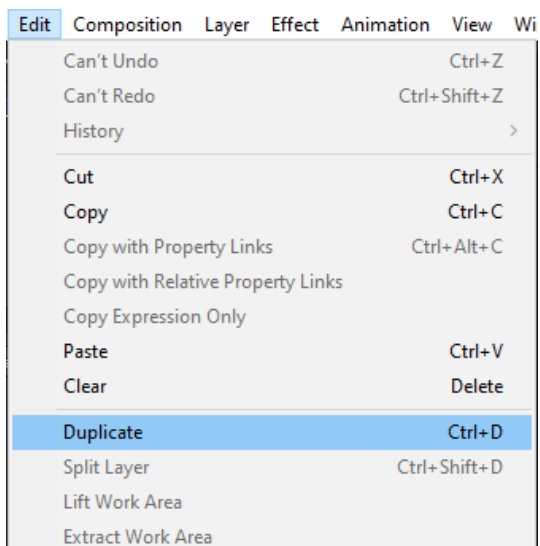 Edit Composition Layer Effect Animation View Wi
Can't Undo Ctrl+Z
Can't Redo Ctrl+Shift+Z
History
Cut Ctrl+X
Copy Ctrl+C
Copy with Property Links Ctrl+Alt+C
Copy with Relative Property Links
Copy Expression Only
Paste Ctrl+V
Clear Delete
Duplicate Ctrl+D
Split Layer Ctrl+Shift+D
Lift Work Area
Extract Work Area